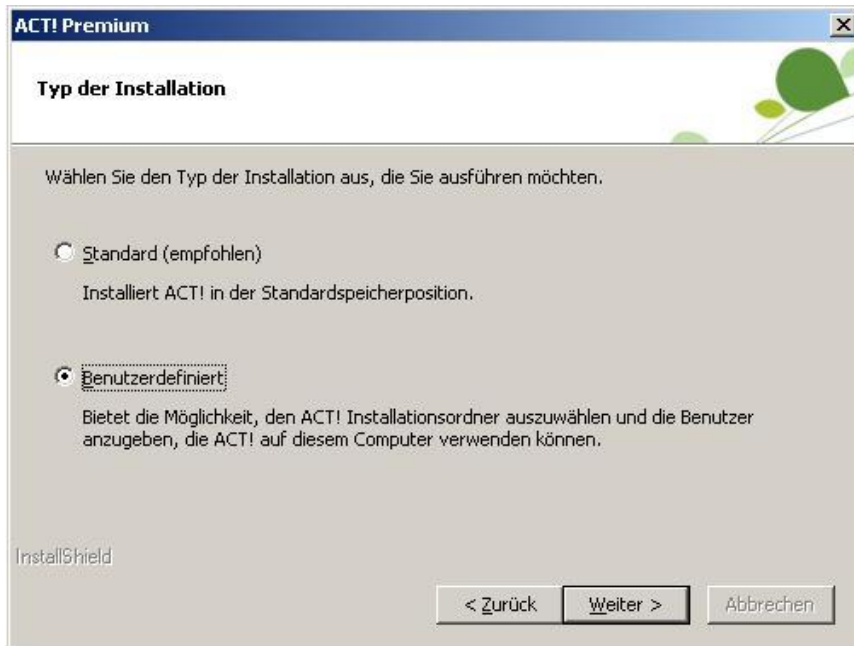 ACT! Premium
Typ der Installation
Wählen Sie den Typ der Installation aus, die Sie ausführen möchten.
Standard (empfohlen)
Installiert ACT! in der Standardspeicherposition.
Benutzerdefiniert
Bietet die Möglichkeit, den ACT! Installationsordner auszuwählen und die Benutzer
anzugeben, die ACT! auf diesem Computer verwenden können.
InstallShield
< Zurück Weiter > Abbrechen